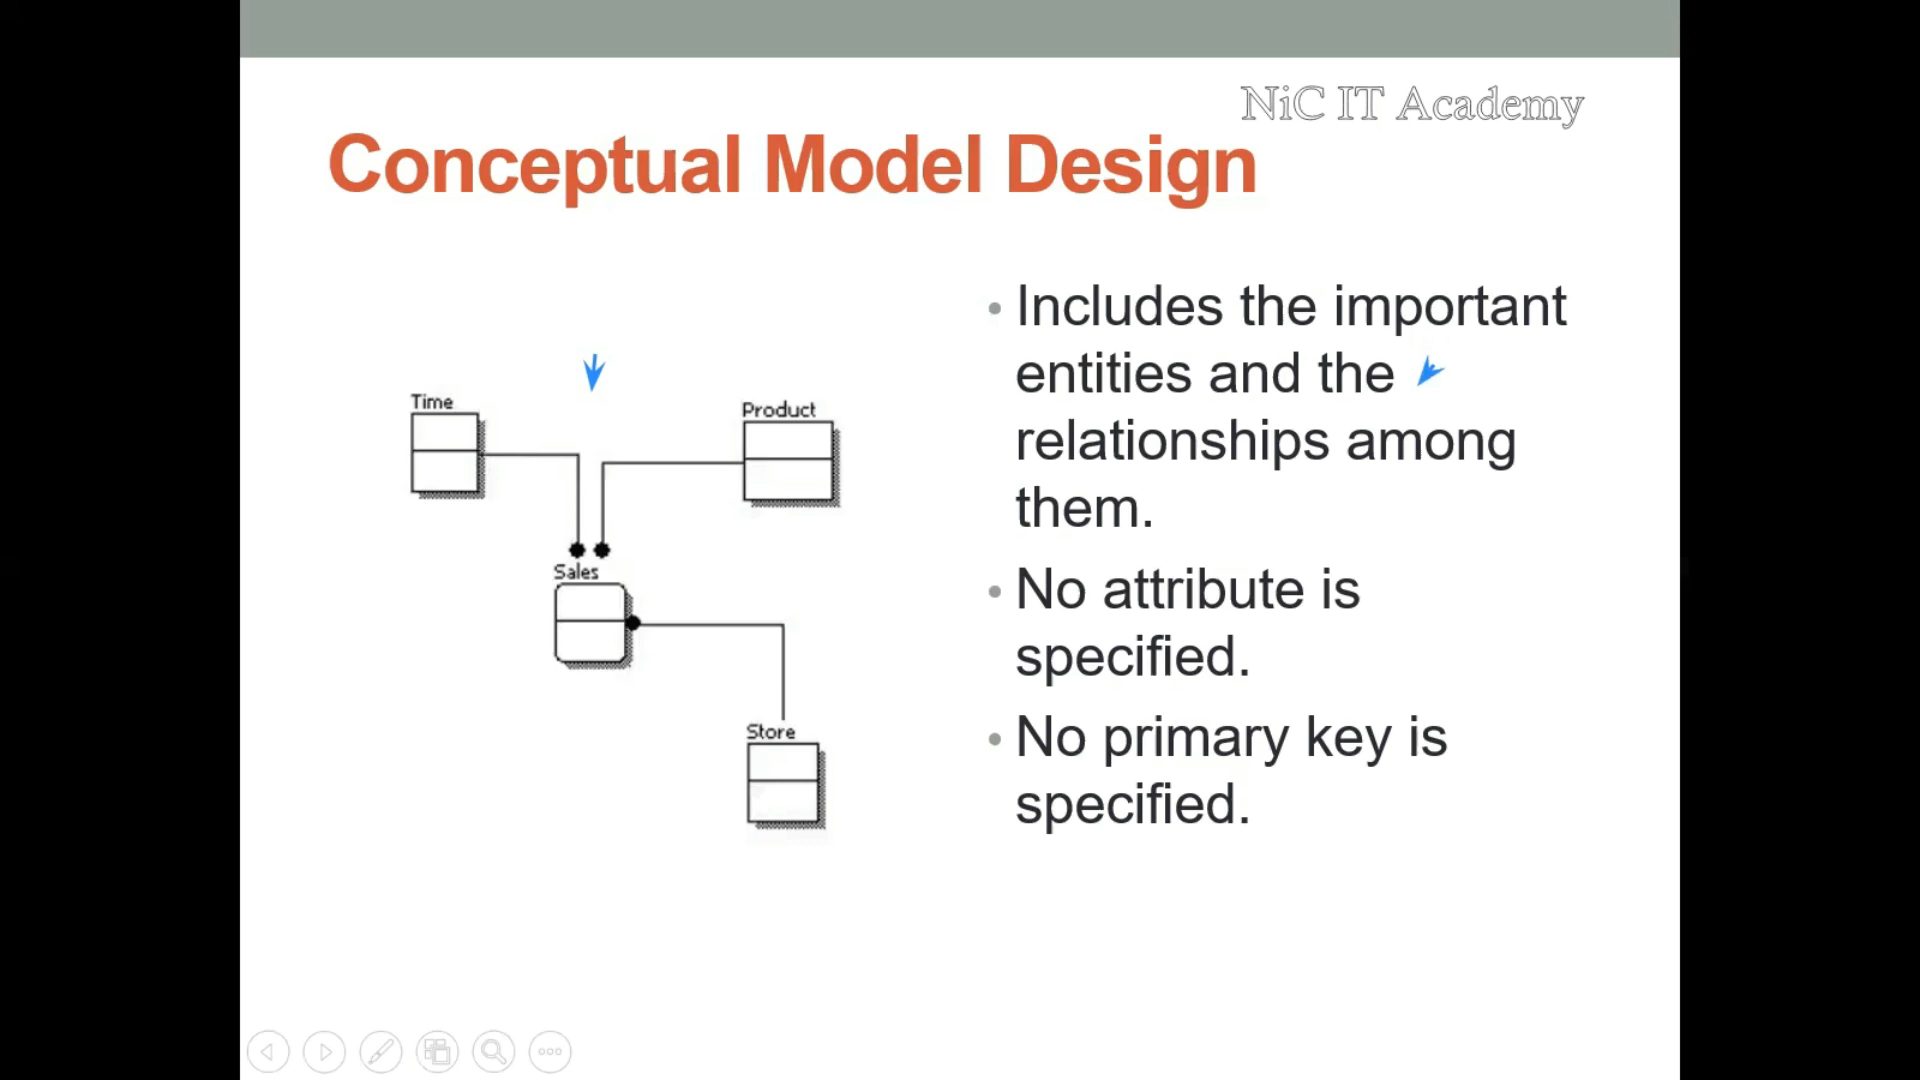 NiC IT Academy
Conceptual Model Design
Time
Product
Sales
Store
• Includes the important
entities and the
relationships among
them.
• No attribute is
specified.
• No primary key is
specified.